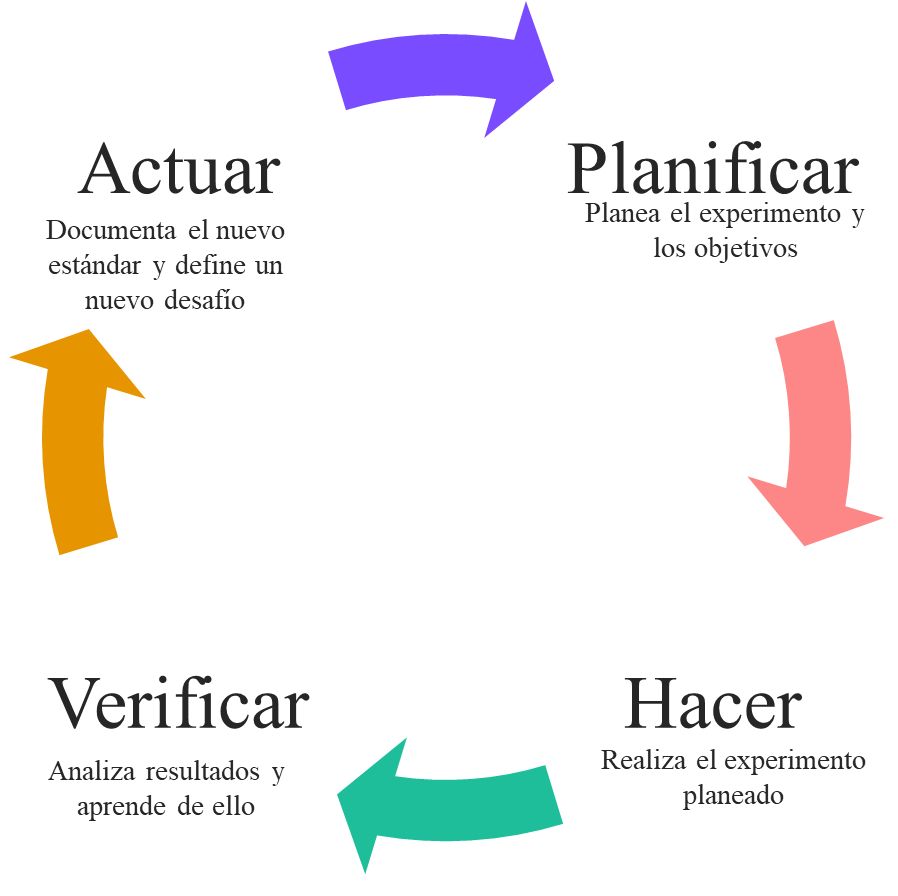 Actuar
Documenta el nuevo
estándar y define un
nuevo desafío
Planificar
Planea el experimento y
los objetivos
Verificar
Analiza resultados y
aprende de ello
Hacer
Realiza el experimento
planeado